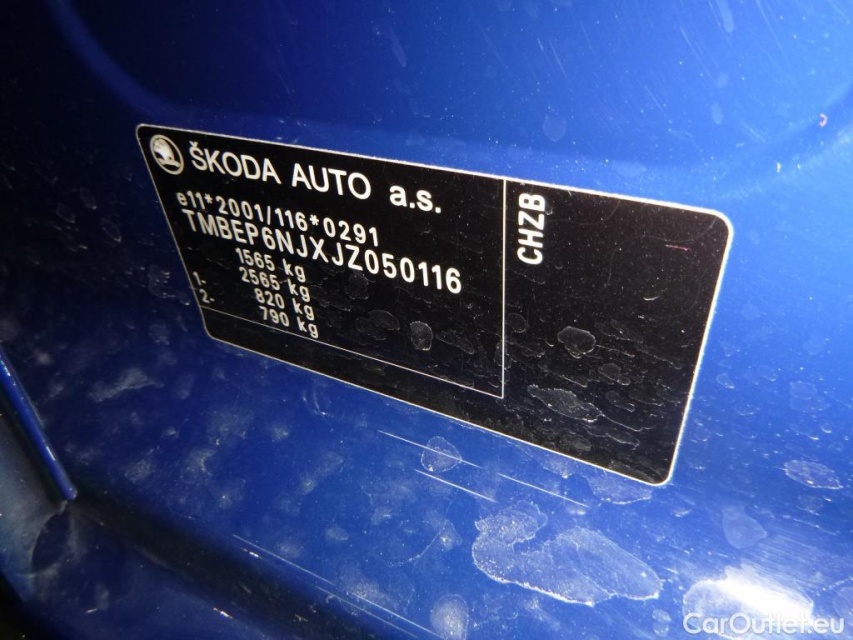 ŠKODA AUTO a.s.
e11*2001/116*0291
TMBEP6NJXJZ050116
1565 kg
2565 kg
1- 820 kg
2- 790 kg
CHZB
CarOutlet.eu